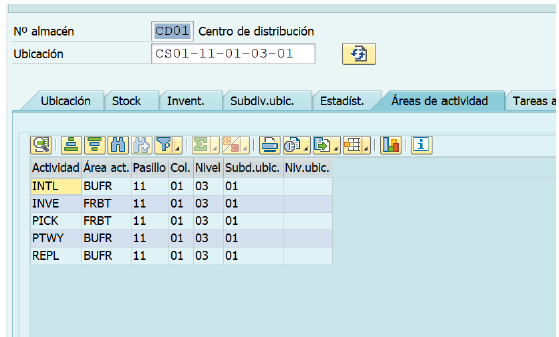 Nº almacén CD01 Centro de distribución
Ubicación CS01-11-01-03-01
Ubicación Stock Invent. Subdiv.ubic. Estadíst. Áreas de actividad Tareas a
Actividad Área act. Pasillo Col. Nivel Subd.ubic. Niv.ubic.
INTL BUFR 11 01 03 01
INVE FRBT 11 01 03 01
PICK FRBT 11 01 03 01
PTWY BUFR 11 01 03 01
REPL BUFR 11 01 03 01